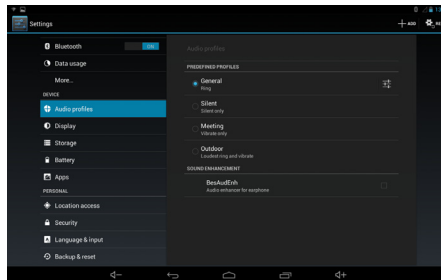 Settings
ADD
Bluetooth
ON
Data usage
More...
DEVICE
Audio profiles
Display
Storage
Battery
Apps
PERSONAL
Location access
Security
Language & input
Backup & reset
Audio profiles
PREDEFINED PROFILES
General
Ring
Silent
Silent only
Meeting
Vibrate only
Outdoor
Loudest ring and vibrate
SOUND ENHANCEMENT
BesAudEnh
Audio enhancer for earphone